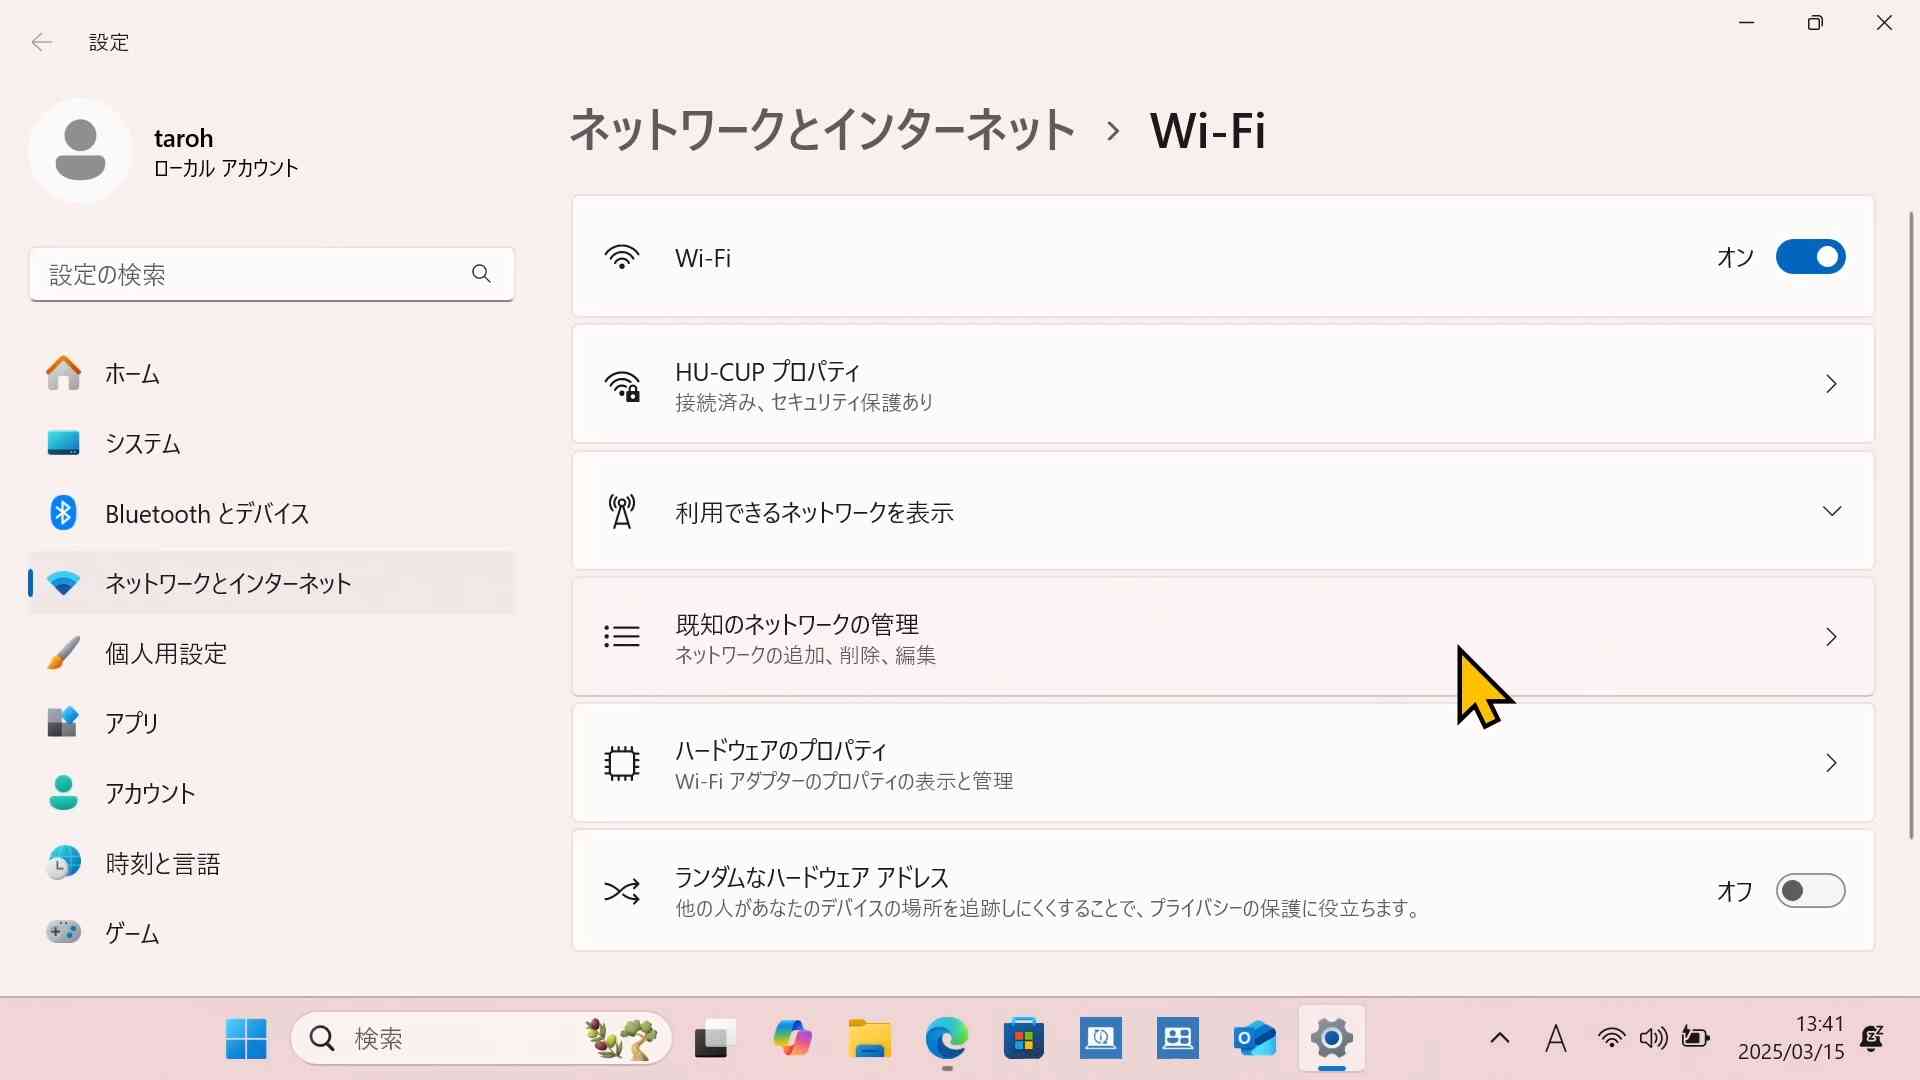 設定
taroh
ローカル アカウント
設定の検索
ホーム
システム
Bluetooth とデバイス
ネットワークとインターネット
個人用設定
アプリ
アカウント
時刻と言語
ゲーム
ネットワークとインターネット › Wi-Fi
Wi-Fi
オン
HU-CUP プロパティ
接続済み、セキュリティ保護あり
利用できるネットワークを表示
既知のネットワークの管理
ネットワークの追加、削除、編集
ハードウェアのプロパティ
Wi-Fi アダプターのプロパティの表示と管理
ランダムなハードウェア アドレス
他の人があなたのデバイスの場所を追跡しにくくすることで、プライバシーの保護に役立ちます。
オフ
検索
A
13:41
2025/03/15